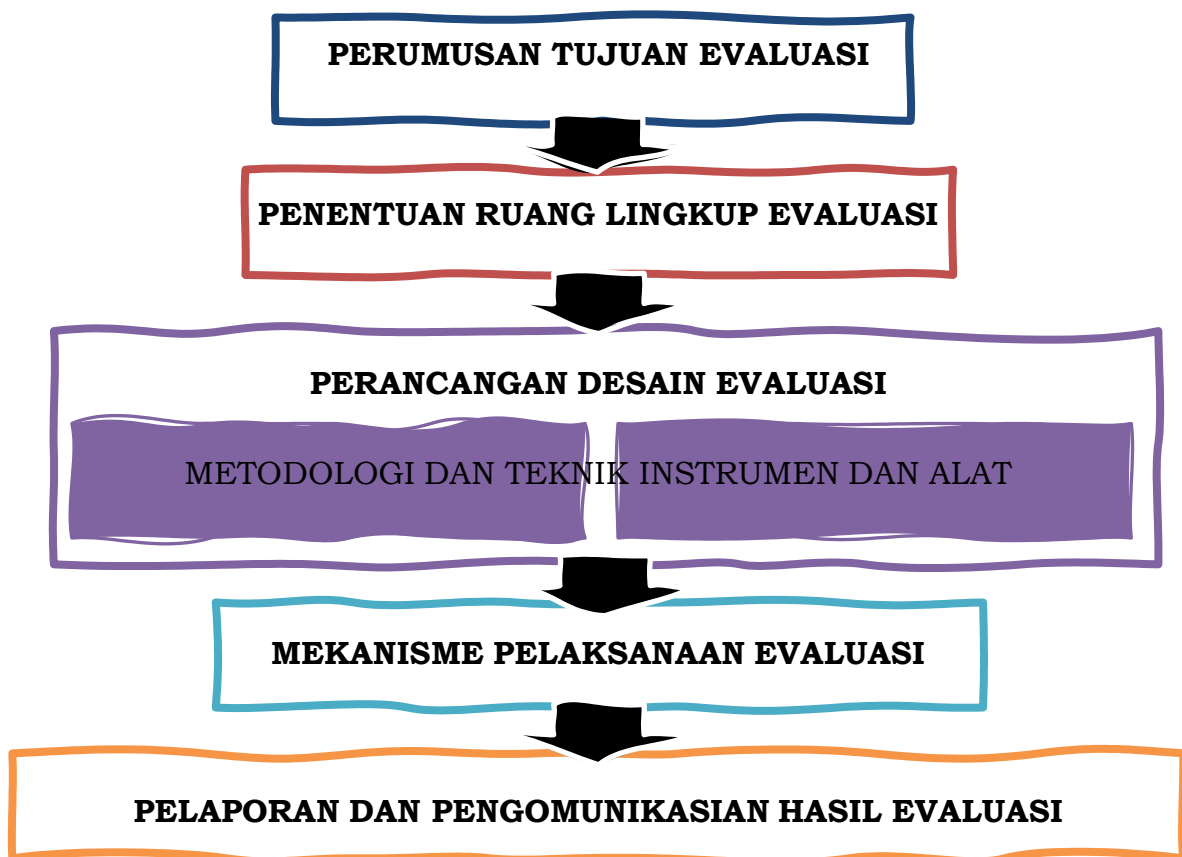 PERUMUSAN TUJUAN EVALUASI
PENENTUAN RUANG LINGKUP EVALUASI
PERANCANGAN DESAIN EVALUASI
METODOLOGI DAN TEKNIK INSTRUMEN DAN ALAT
MEKANISME PELAKSANAAN EVALUASI
PELAPORAN DAN PENGOMUNIKASIAN HASIL EVALUASI